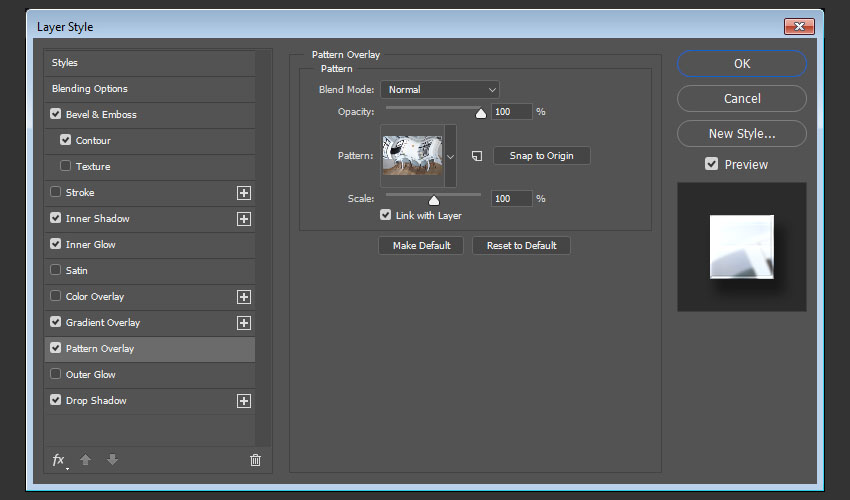 Layer Style
Styles
Blending Options
Bevel & Emboss
Contour
Texture
Stroke
Inner Shadow
Inner Glow
Satin
Color Overlay
Gradient Overlay
Pattern Overlay
Outer Glow
Drop Shadow
fx
Pattern Overlay
Pattern
Blend Mode: Normal
Opacity: 100 %
Pattern: Snap to Origin
Scale: 100 %
Link with Layer
Make Default Reset to Default
OK
Cancel
New Style...
Preview